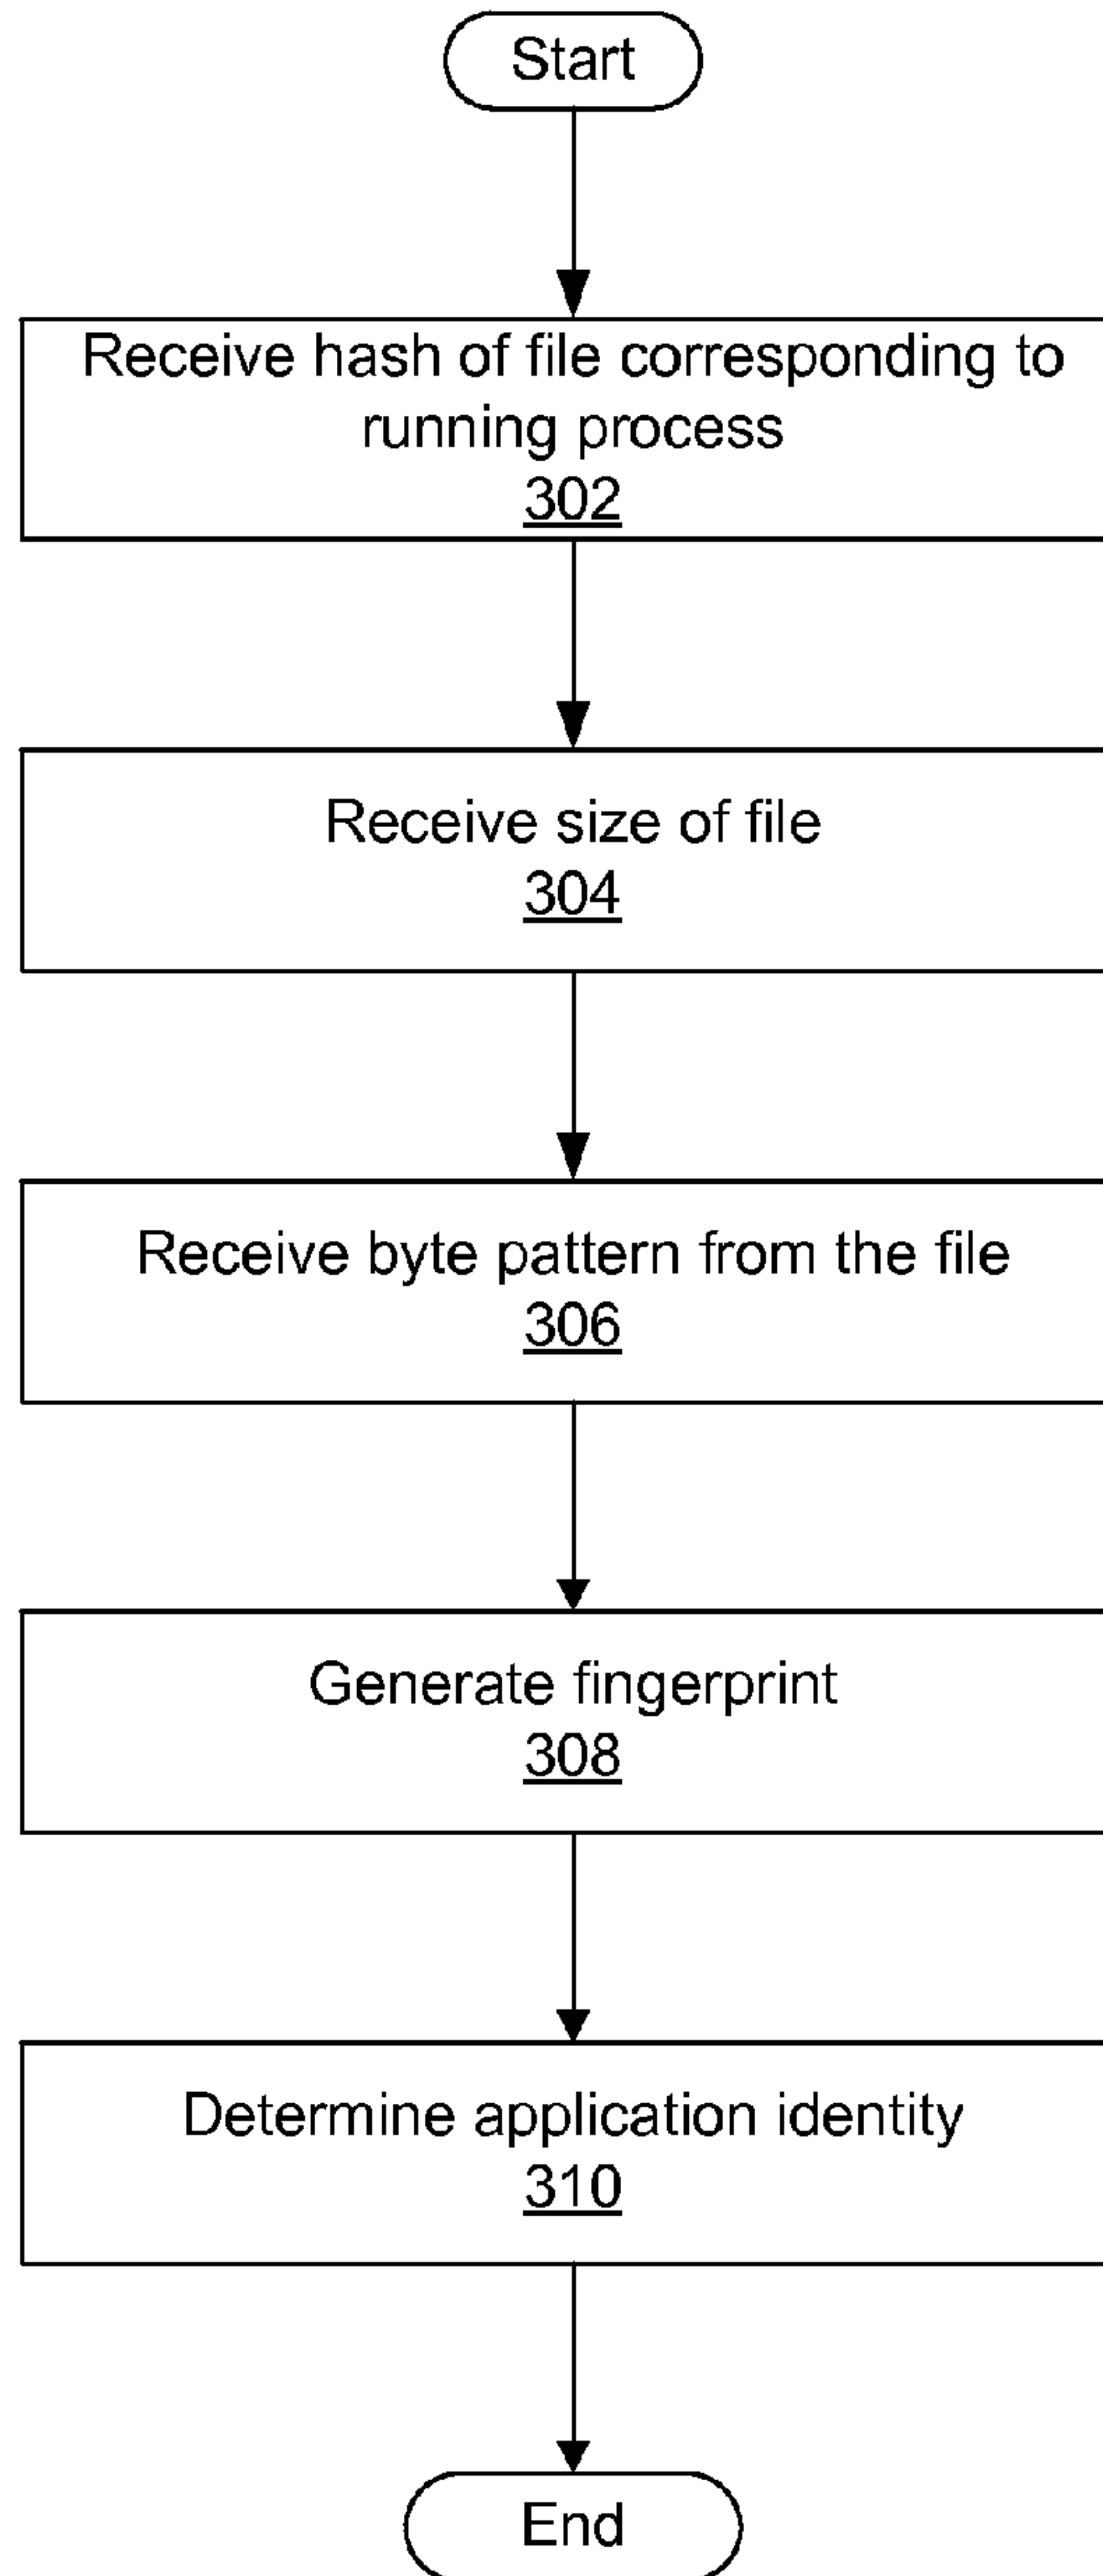 Start
Receive hash of file corresponding to
running process
302
Receive size of file
304
Receive byte pattern from the file
306
Generate fingerprint
308
Determine application identity
310
End